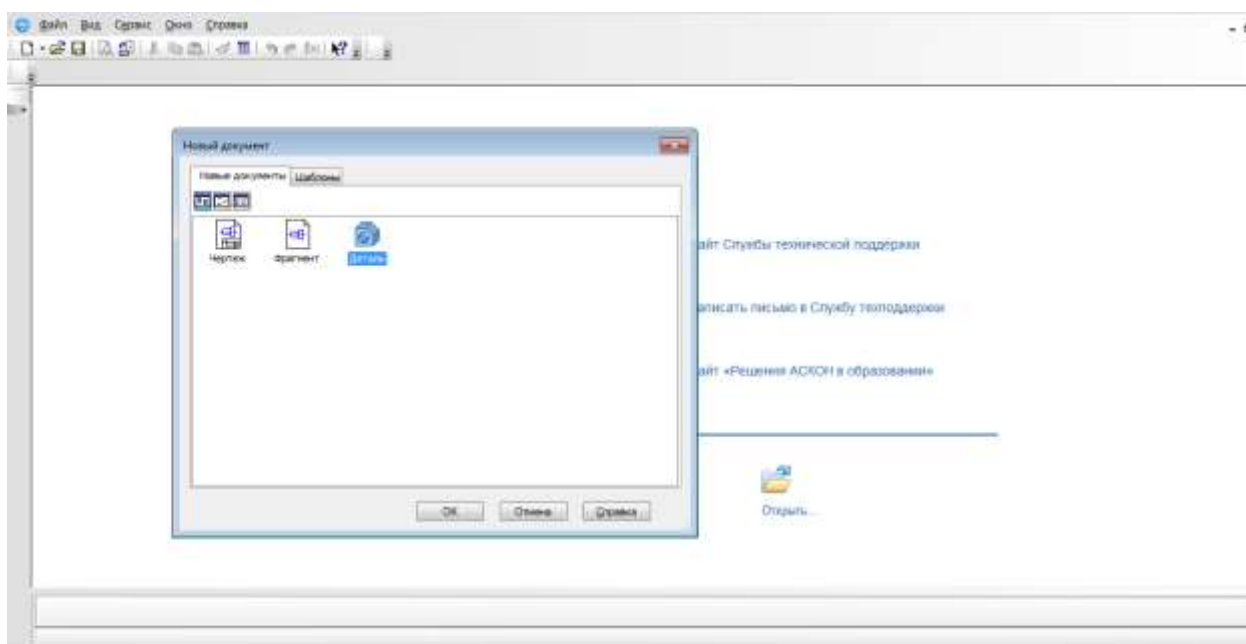 Файл Вид Сервис Окно Справка
Новый документ
Новые документы Шаблоны
Чертеж Фрагмент Деталь
айт Службы технической поддержки
аписать письмо в Службу техподдержки
айт «Решения АСКОН в образовании»
ОК Отмена Справка
Открыть...